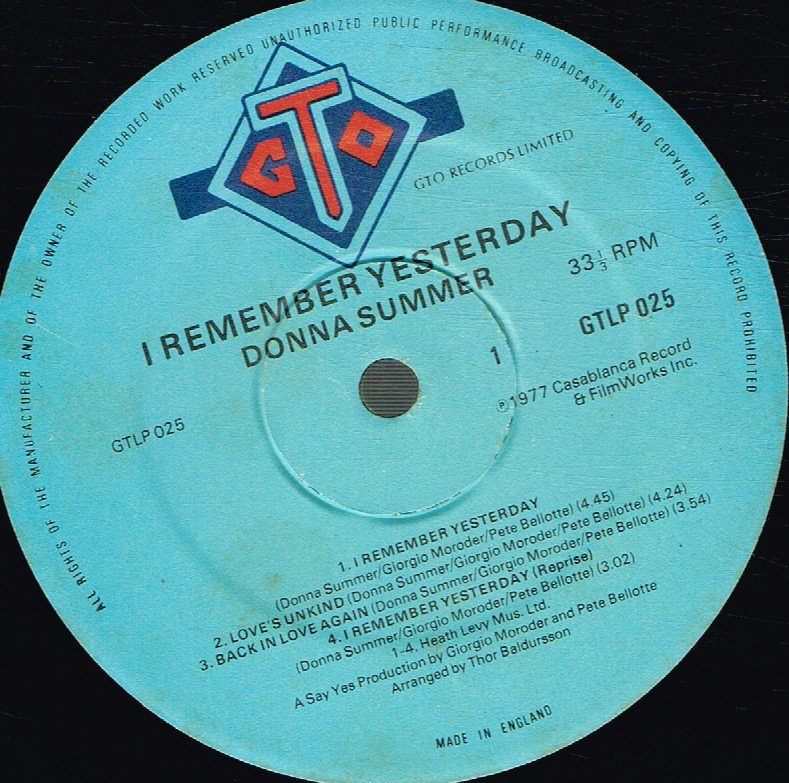 ALL RIGHTS OF THE MANUFACTURER AND OF THE OWNER OF THE RECORDED WORK RESERVED UNAUTHORIZED PUBLIC PERFORMANCE BROADCASTING AND COPYING OF THIS RECORD PROHIBITED
GTO
GTO RECORDS LIMITED
I REMEMBER YESTERDAY
DONNA SUMMER
33 1/3 RPM
1
GTLP 025
GTLP 025
℗1977 Casablanca Record
& FilmWorks Inc.
1. I REMEMBER YESTERDAY
(Donna Summer/Giorgio Moroder/Pete Bellotte) (4.45)
2. LOVE'S UNKIND (Donna Summer/Giorgio Moroder/Pete Bellotte) (4.24)
3. BACK IN LOVE AGAIN (Donna Summer/Giorgio Moroder/Pete Bellotte) (3.54)
4. I REMEMBER YESTERDAY (Reprise)
(Donna Summer/Giorgio Moroder/Pete Bellotte) (3.02)
1-4. Heath Levy Mus. Ltd.
A Say Yes Production by Giorgio Moroder and Pete Bellotte
Arranged by Thor Baldursson
MADE IN ENGLAND